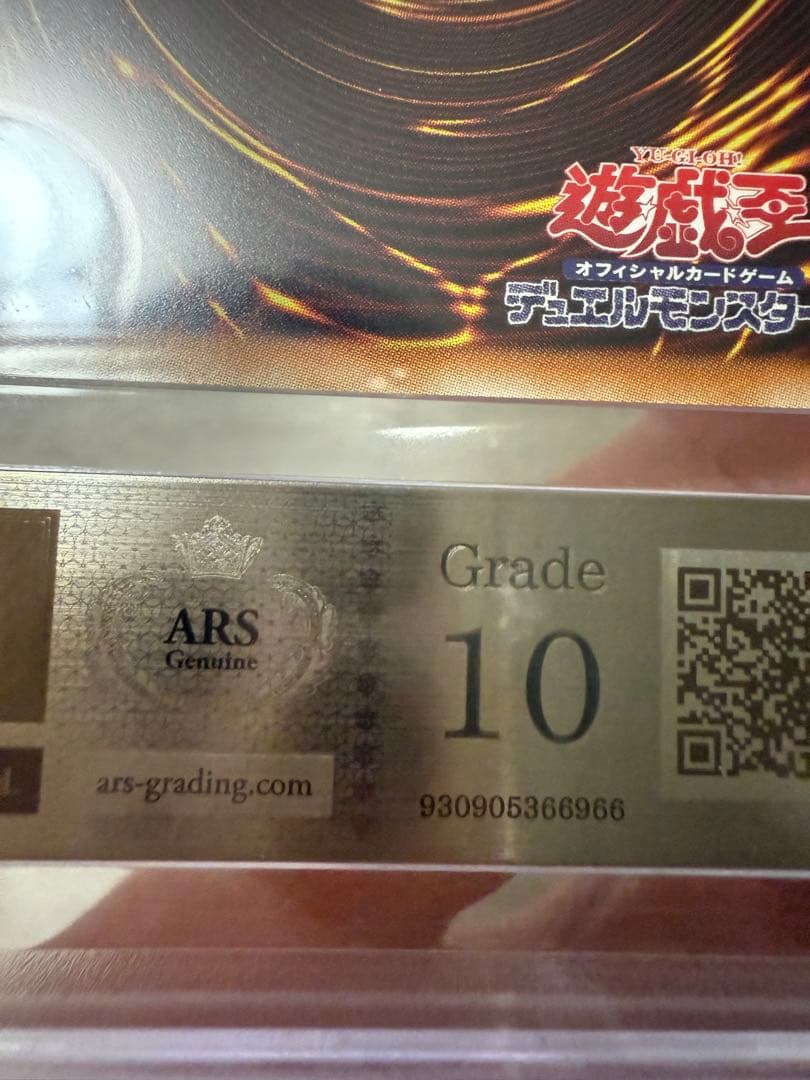 YU-GI-OH!
遊☆戯☆王
オフィシャルカードゲーム
デュエルモンスター
ARS
Genuine
ars-grading.com
Grade
10
930905366966